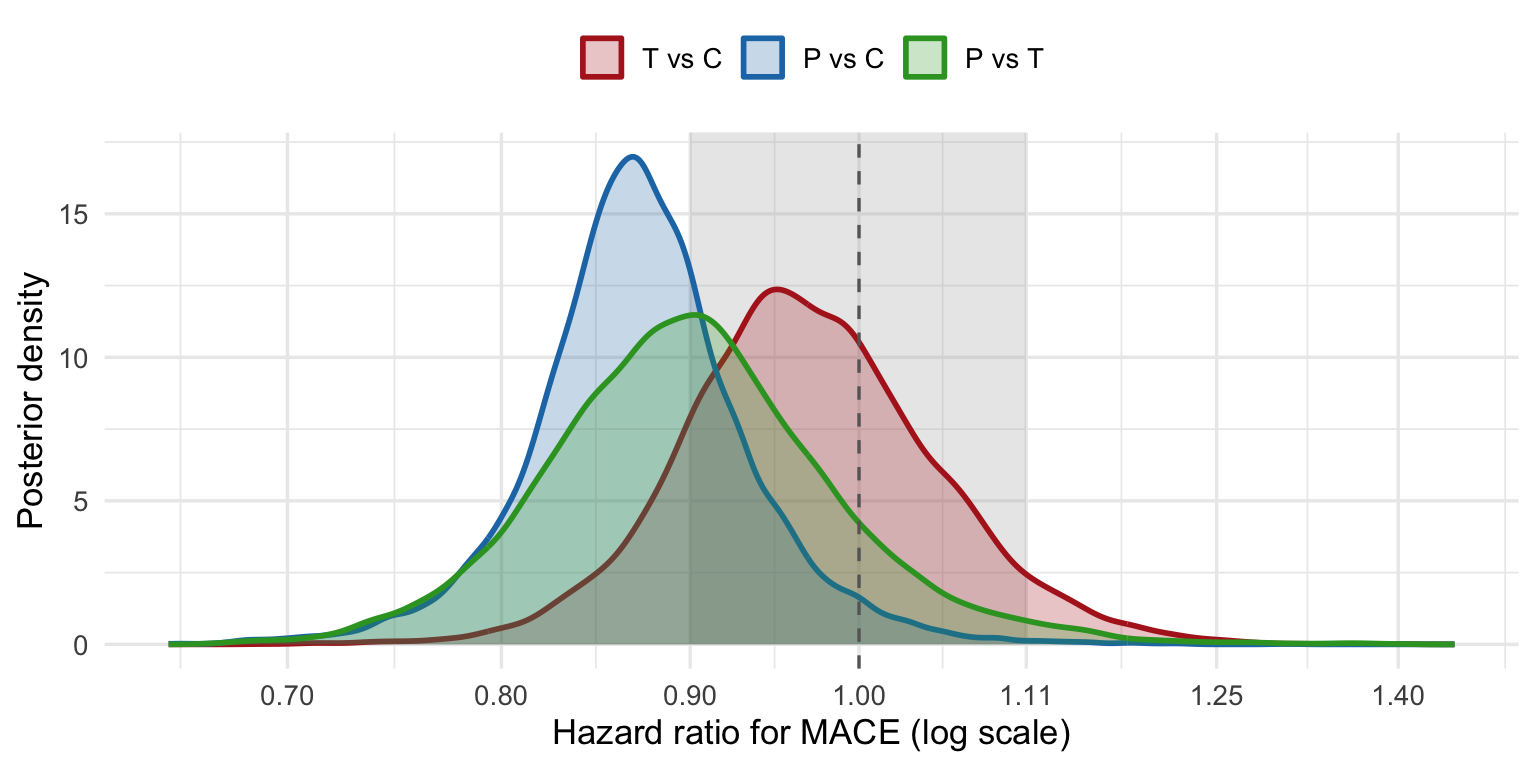 T vs C P vs C P vs T
Posterior density
15
10
5
0
0.70 0.80 0.90 1.00 1.11 1.25 1.40
Hazard ratio for MACE (log scale)